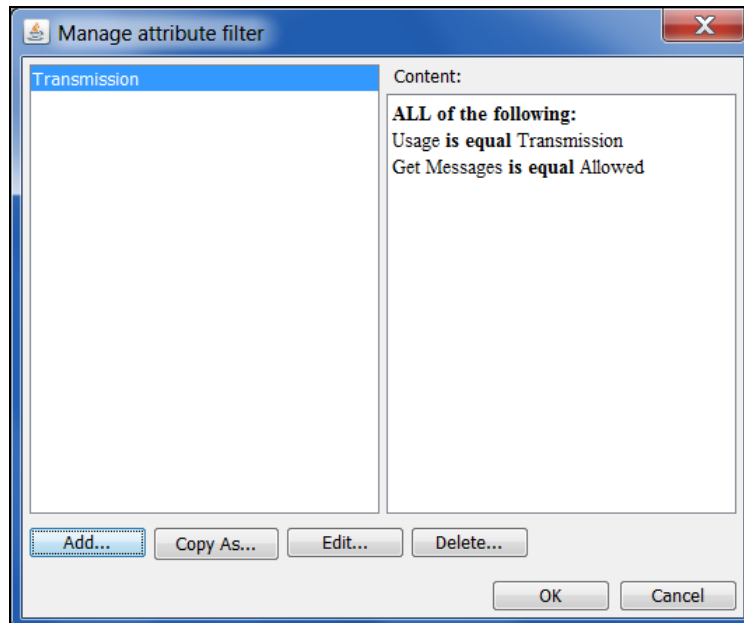 Manage attribute filter
Transmission
Content:
ALL of the following:
Usage is equal Transmission
Get Messages is equal Allowed
Add...
Copy As...
Edit...
Delete...
OK
Cancel